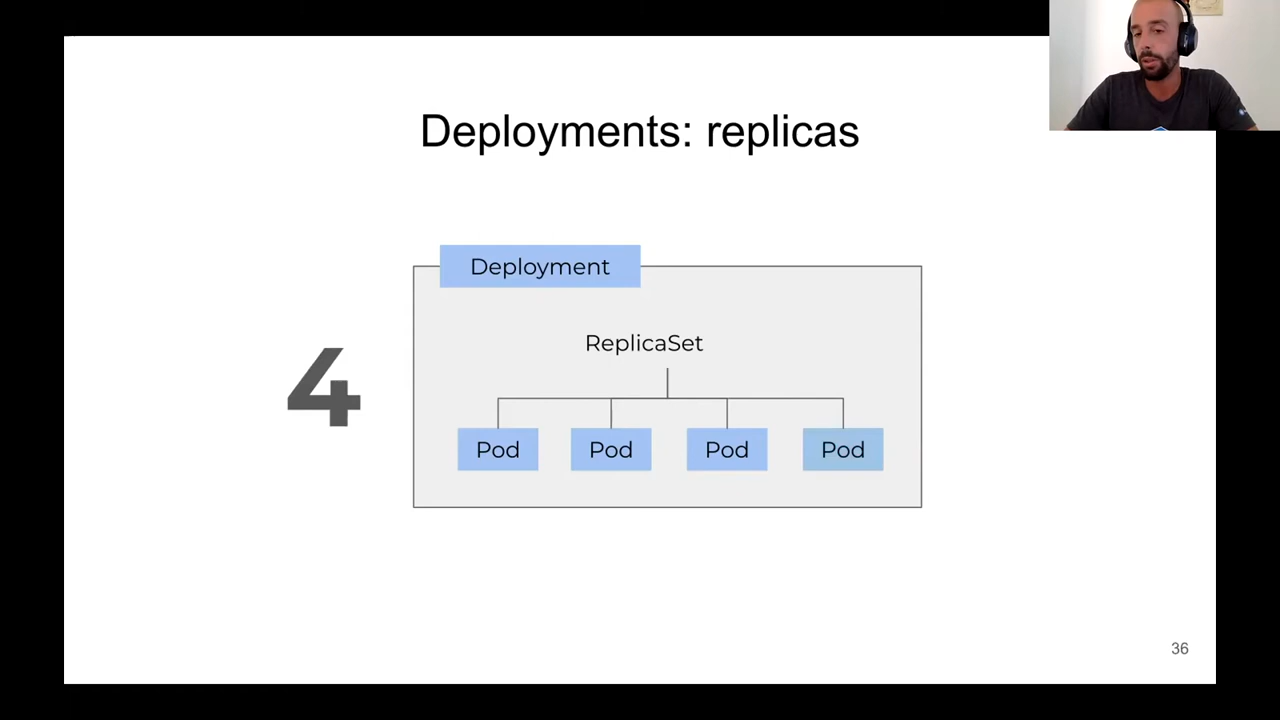 Deployments: replicas
Deployment
4
ReplicaSet
Pod Pod Pod Pod
36